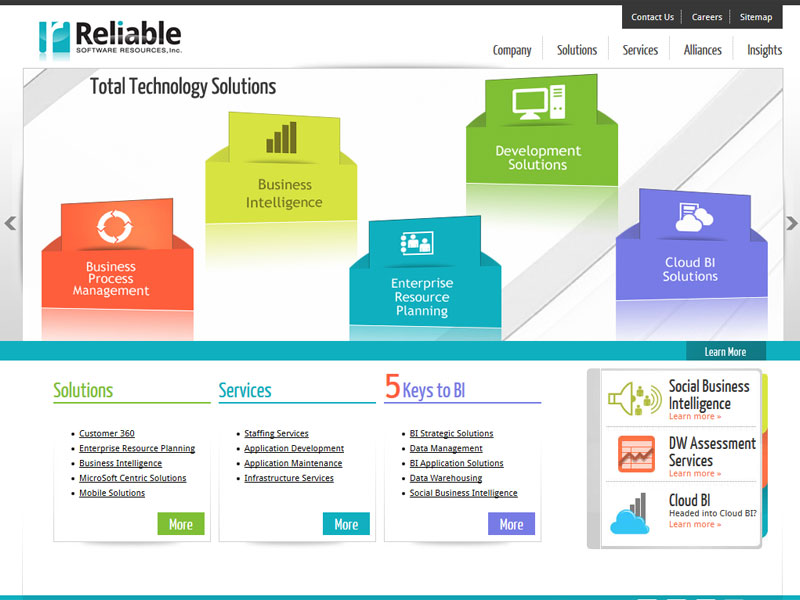 Contact Us
Careers
Sitemap
Reliable
SOFTWARE RESOURCES, Inc.
Company
Solutions
Services
Alliances
Insights
Total Technology Solutions
Business
Intelligence
Development
Solutions
Business
Process
Management
Enterprise
Resource
Planning
Cloud BI
Solutions
Learn More
Solutions
Customer 360
Enterprise Resource Planning
Business Intelligence
MicroSoft Centric Solutions
Mobile Solutions
More
Services
Staffing Services
Application Development
Application Maintenance
Infrastructure Services
More
5 Keys to BI
BI Strategic Solutions
Data Management
BI Application Solutions
Data Warehousing
Social Business Intelligence
More
Social Business
Intelligence
Learn more »
DW Assessment
Services
Learn more »
Cloud BI
Headed into Cloud BI?
Learn more »